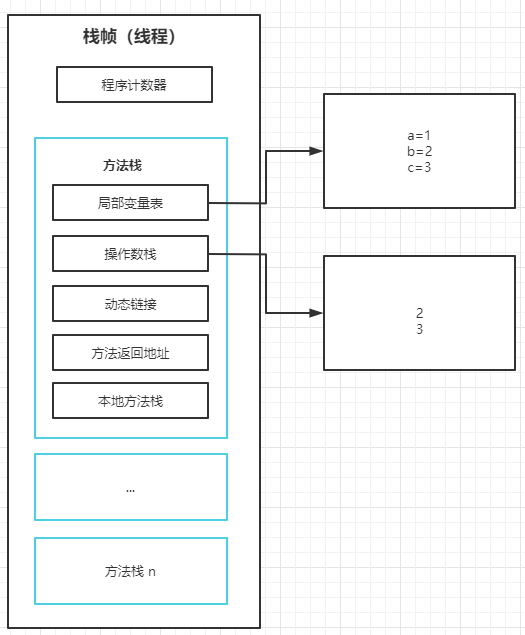 栈帧（线程）
程序计数器
方法栈
局部变量表
操作数栈
动态链接
方法返回地址
本地方法栈
...
方法栈 n
a=1
b=2
c=3
2
3